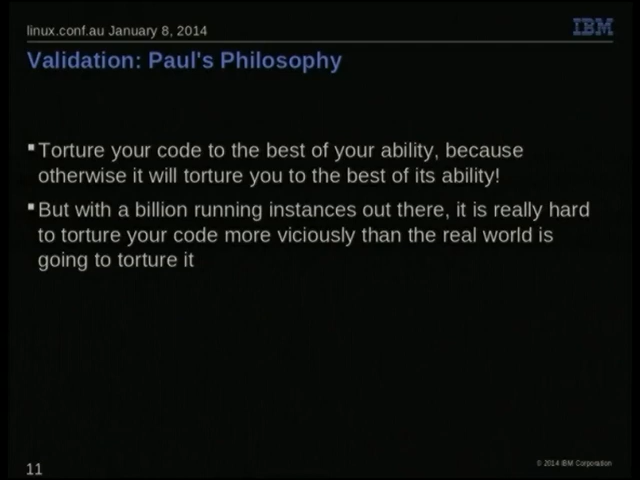 linux.conf.au January 8, 2014
IBM
Validation: Paul's Philosophy
Torture your code to the best of your ability, because
otherwise it will torture you to the best of its ability!
But with a billion running instances out there, it is really hard
to torture your code more viciously than the real world is
going to torture it
11
© 2014 IBM Corporation